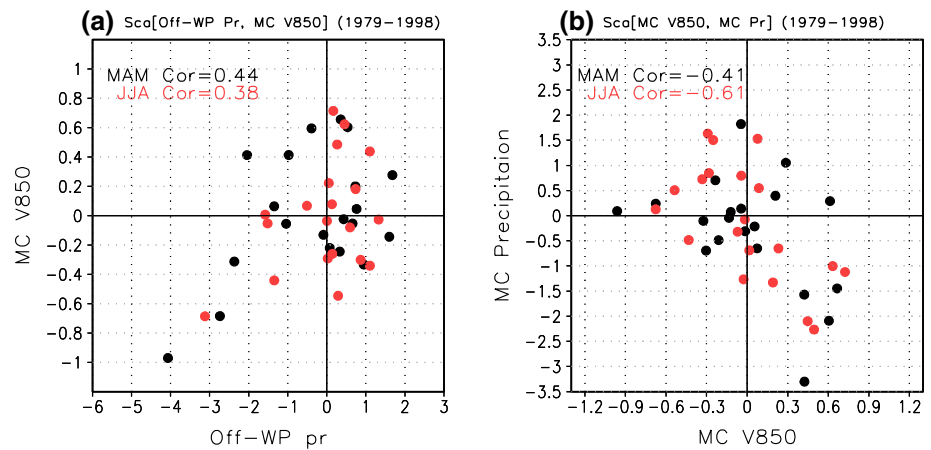 (a) Sca[Off-WP Pr, MC V850] (1979-1998)
MAM Cor=0.44
JJA Cor=0.38
MC V850
1
0.8
0.6
0.4
0.2
0
-0.2
-0.4
-0.6
-0.8
-1
-6 -5 -4 -3 -2 -1 0 1 2 3
Off-WP pr
(b) Sca[MC V850, MC Pr] (1979-1998)
MAM Cor=-0.41
JJA Cor=-0.61
MC Precipitaion
3.5
3
2.5
2
1.5
1
0.5
0
-0.5
-1
-1.5
-2
-2.5
-3
-3.5
-1.2 -0.9 -0.6 -0.3 0 0.3 0.6 0.9 1.2
MC V850